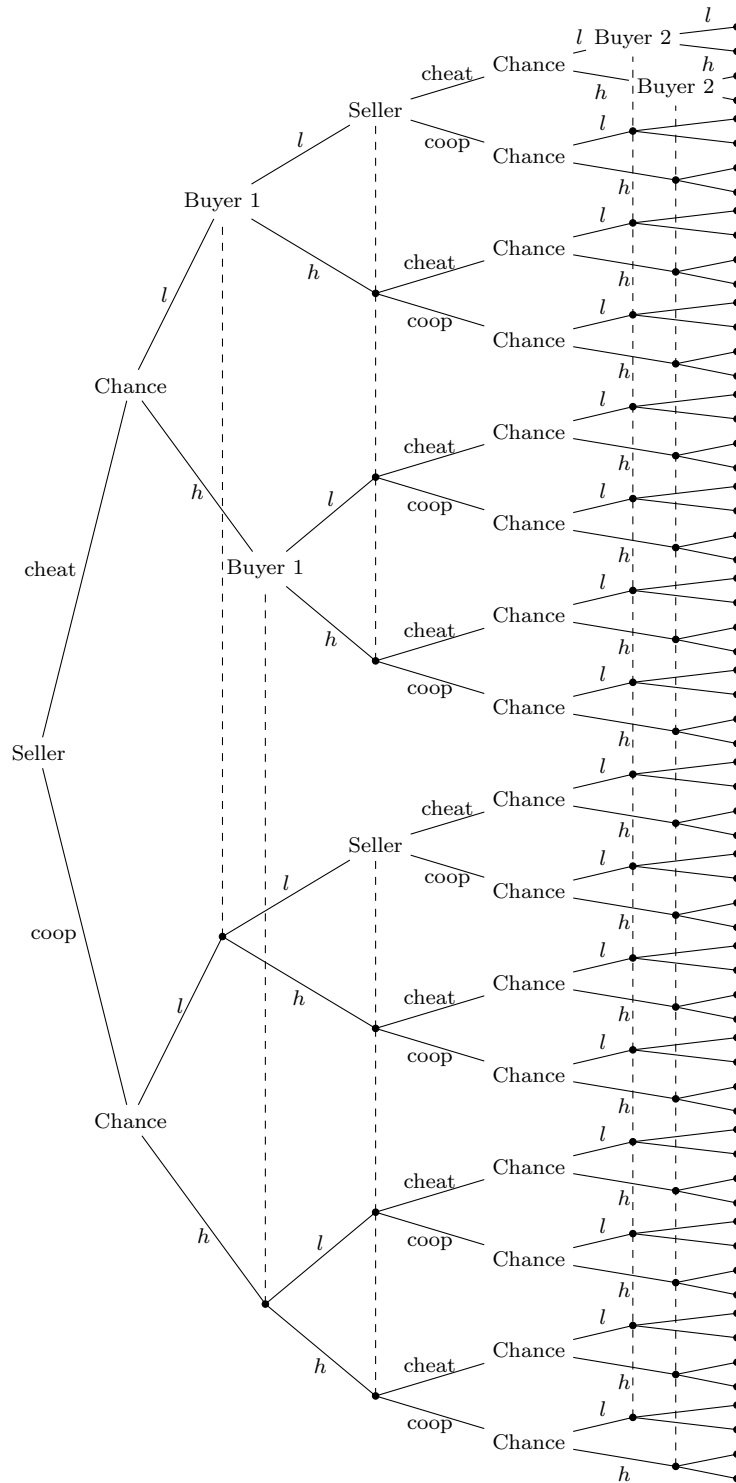 l
l Buyer 2
Chance
cheat h
h Buyer 2
Seller
l
l coop Chance
Buyer 1 h
l
cheat Chance
l h h
l
coop Chance
Chance h
l
cheat Chance
h l h
l
coop Chance
h
cheat Buyer 1
l
cheat Chance
h h
l
coop Chance
Seller h
l
cheat Chance
Seller h
l
l coop Chance
coop h
l
h cheat Chance
l h
l
coop Chance
Chance h
l
cheat Chance
h l h
l
coop Chance
h
l
cheat Chance
h h
l
coop Chance
h